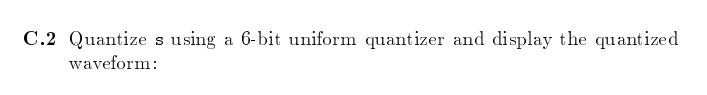 C.2 Quantize s using a 6-bit uniform quantizer and display the quantized
waveform: